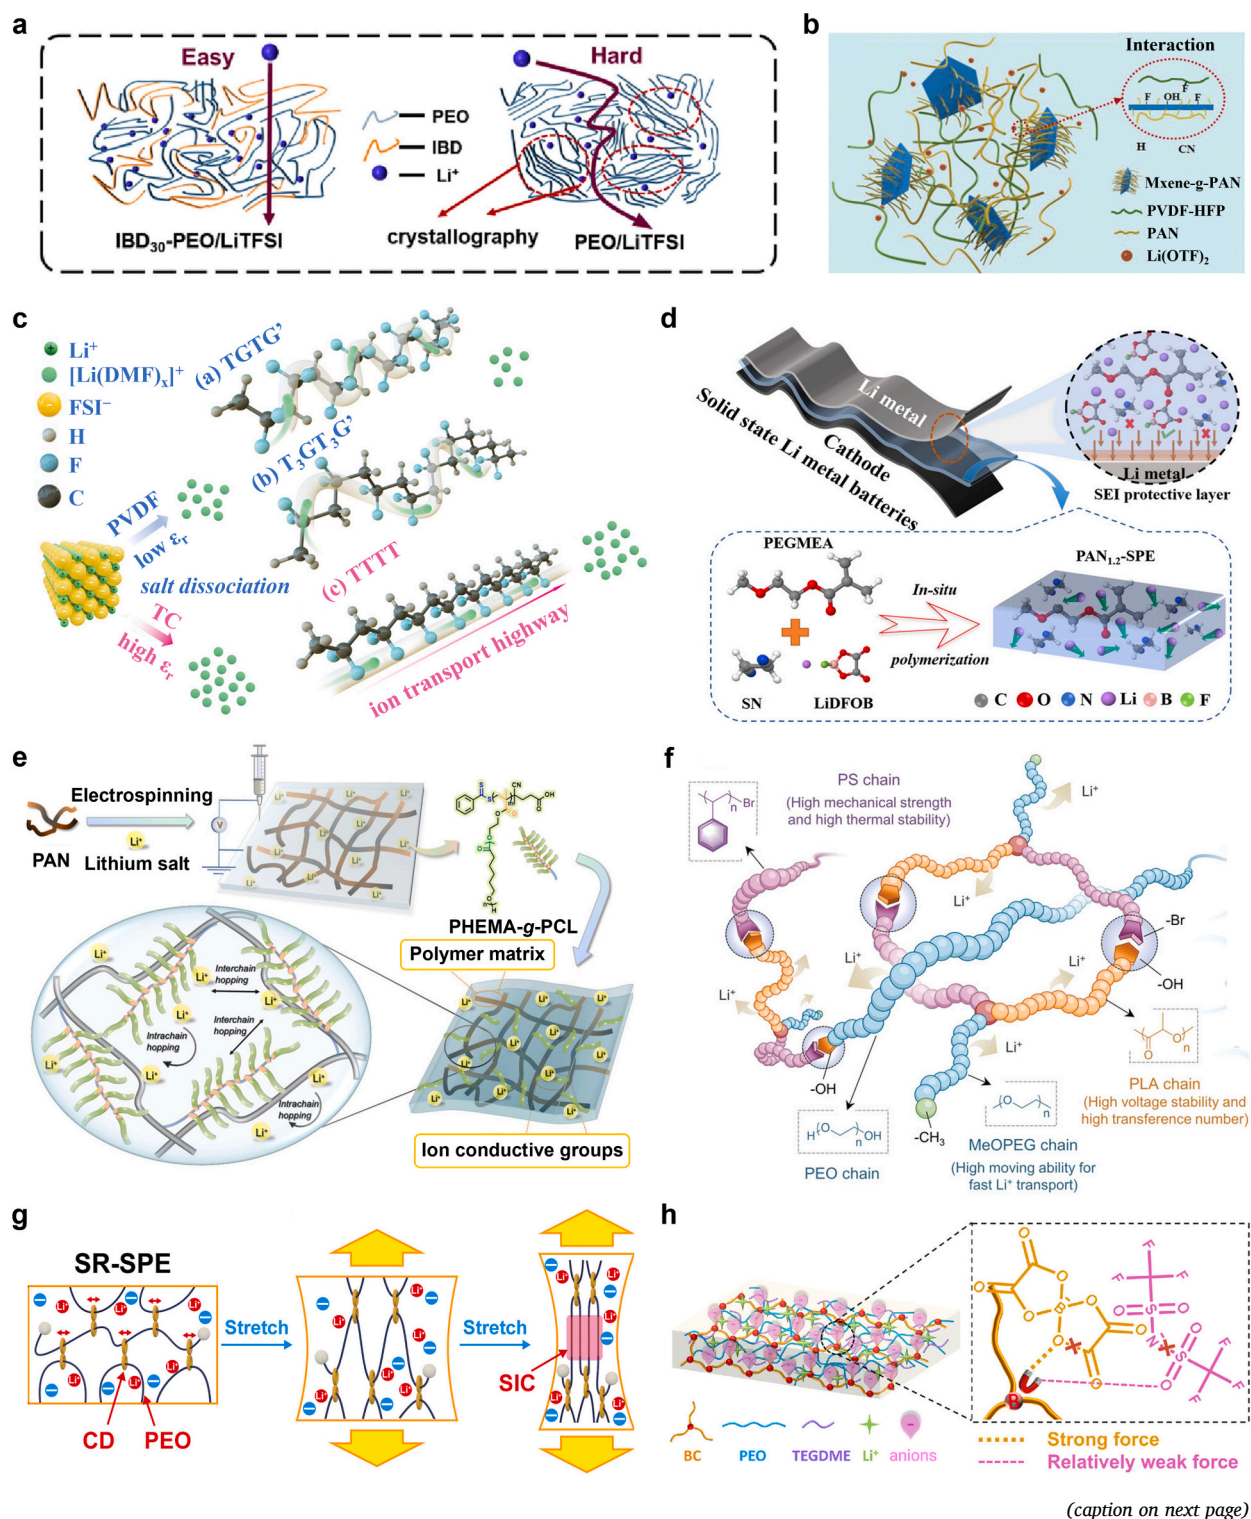 a
Easy
Hard
PEO
IBD
Li⁺
IBD₃₀-PEO/LiTFSI
crystallography
PEO/LiTFSI
b
Interaction
F
OH
F
F
H
CN
Mxene-g-PAN
PVDF-HFP
PAN
Li(OTF)₂
c
Li⁺
[Li(DMF)ₓ]⁺
FSI⁻
H
F
C
(a) TGTG'
(b) T₃GT₃G'
(c) TTTT
PVDF
low εᵣ
salt dissociation
TC
high εᵣ
ion transport highway
d
Li metal
Cathode
Solid state Li metal batteries
Li metal
SEI protective layer
PEGMEA
SN
LiDFOB
In-situ
polymerization
PAN₁.₂-SPE
C O N Li B F
e
Electrospinning
PAN
Li⁺
Lithium salt
V
Li⁺
S
S
CN
OH
O
PHEMA-g-PCL
Polymer matrix
Interchain
hopping
Interchain
hopping
Intrachain
hopping
Intrachain
hopping
Li⁺
Ion conductive groups
f
PS chain
(High mechanical strength
and high thermal stability)
n
Br
Li⁺
Li⁺
Li⁺
Li⁺
Li⁺
Li⁺
-Br
-OH
-OH
-CH₃
H(O)nOH
PEO chain
O
n
MeOPEG chain
(High moving ability for
fast Li⁺ transport)
O
O
n
PLA chain
(High voltage stability and
high transference number)
g
SR-SPE
Li⁺
Stretch
Stretch
SIC
CD
PEO
h
BC
PEO
TEGDME
Li⁺
anions
B
O
O
O
O
B
O
O
O
O
F
F
F
S
O
O
N
S
O
O
F
F
F
Strong force
Relatively weak force
(caption on next page)